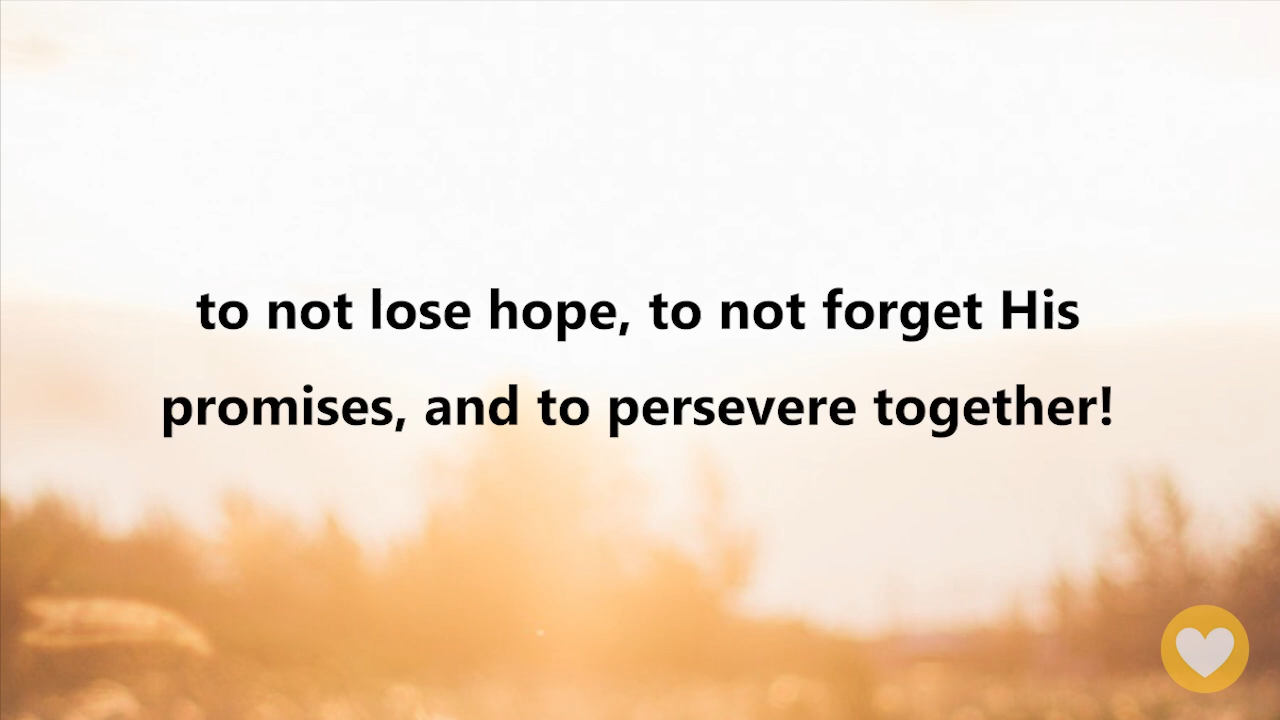 to not lose hope, to not forget His
promises, and to persevere together!